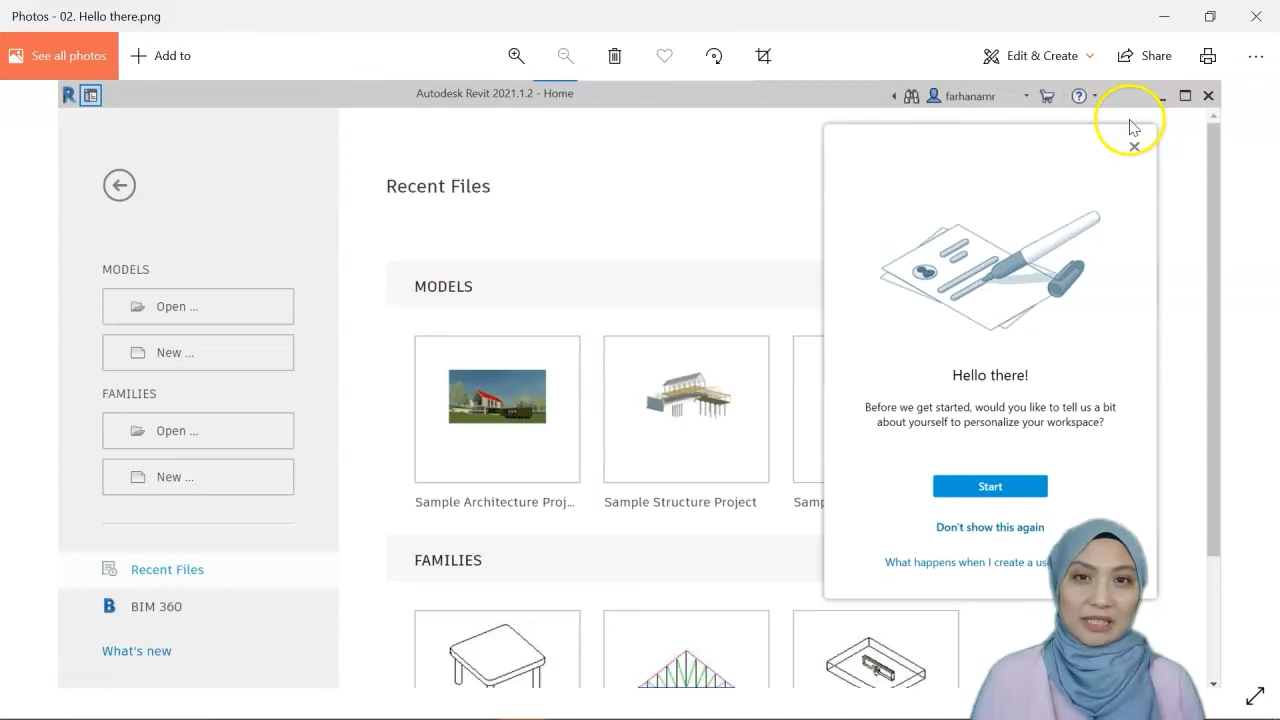 Photos - 02. Hello there.png
See all photos
Add to
Edit & Create
Share
Autodesk Revit 2021.1.2 - Home
farhanamr
Recent Files
MODELS
Open ...
New ...
FAMILIES
Open ...
New ...
Recent Files
BIM 360
What's new
MODELS
Sample Architecture Proj...
Sample Structure Project
Samp
FAMILIES
Hello there!
Before we get started, would you like to tell us a bit
about yourself to personalize your workspace?
Start
Don't show this again
What happens when I create a us